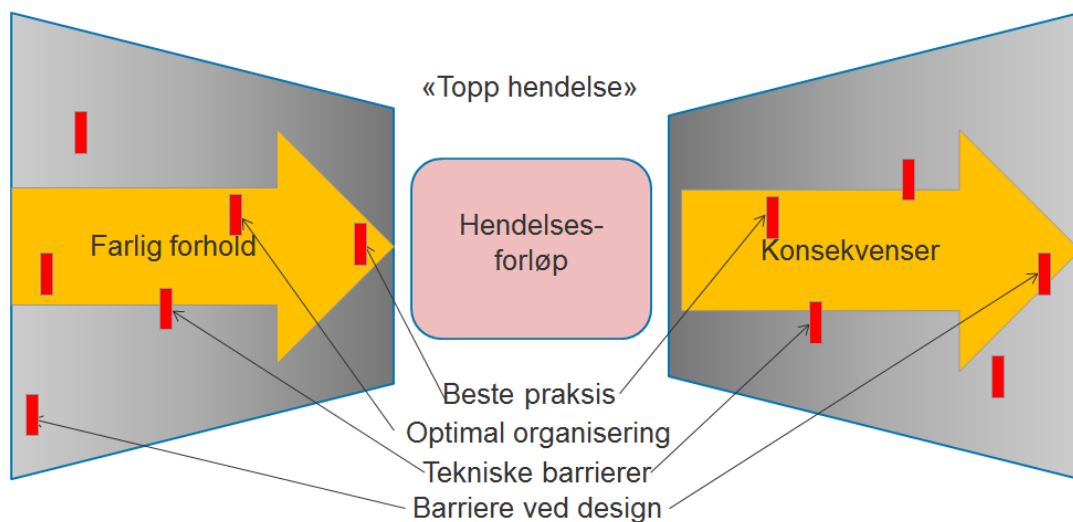 «Topp hendelse»
Farlig forhold
Hendelses-
forløp
Konsekvenser
Beste praksis
Optimal organisering
Tekniske barrierer
Barriere ved design